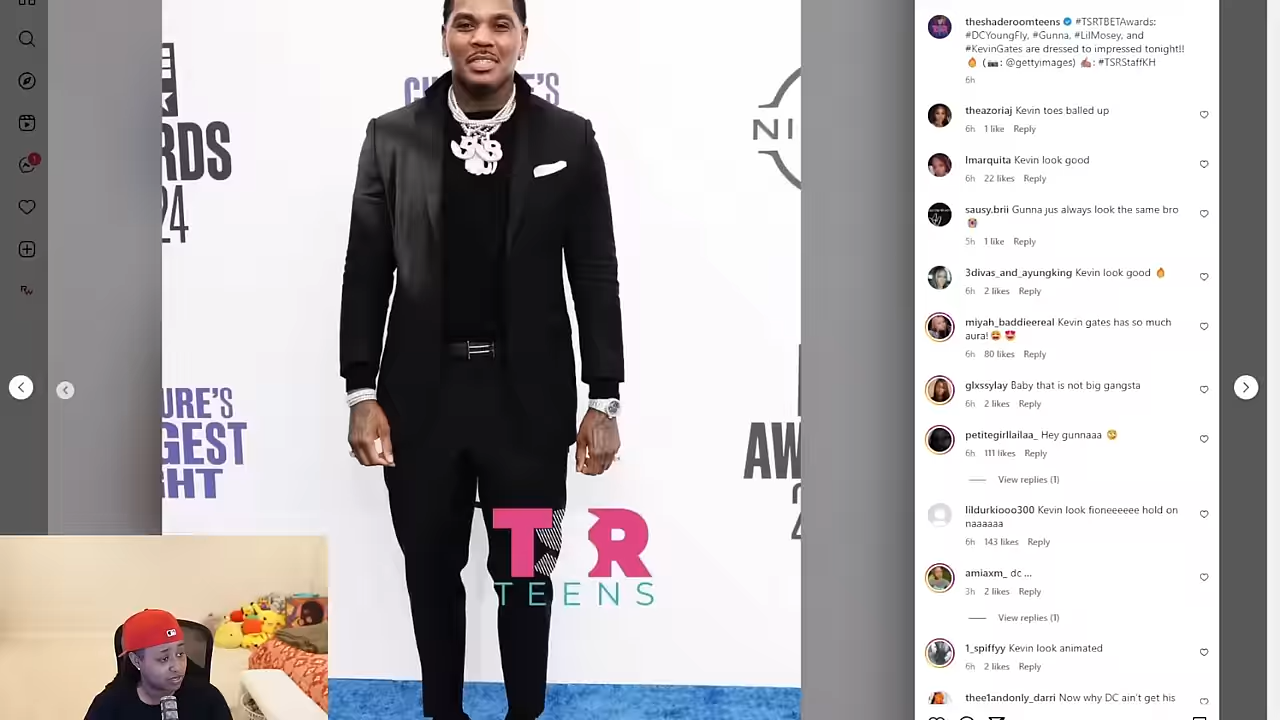 RDS
24
CU
E'S
NI
URE'S
GEST
HT
AW
2
TSR
TEENS
theshaderoomteens #TSRTBETAwards:
#DCYoungFly, #Gunna, #LilMosey, and
#KevinGates are dressed to impressed tonight!!
🔥 (📷: @gettyimages) ✍🏽: #TSRStaffKH
6h
theazoriaj Kevin toes balled up
6h 1 like Reply
lmarquita Kevin look good
6h 22 likes Reply
sausy.brii Gunna jus always look the same bro
5h 1 like Reply
3divas_and_ayungking Kevin look good 🔥
6h 2 likes Reply
miyah_baddieereal Kevin gates has so much
aura! 🤩 😍
6h 80 likes Reply
glxssylay Baby that is not big gangsta
6h 2 likes Reply
petitegirllailaa_ Hey gunnaaa
6h 111 likes Reply
View replies (1)
lildurkiooo300 Kevin look fioneeeeee hold on
naaaaaa
6h 143 likes Reply
amiaxm_ dc ...
3h 2 likes Reply
View replies (1)
1_spiffyy Kevin look animated
6h 2 likes Reply
thee1andonly_darri Now why DC ain't get his